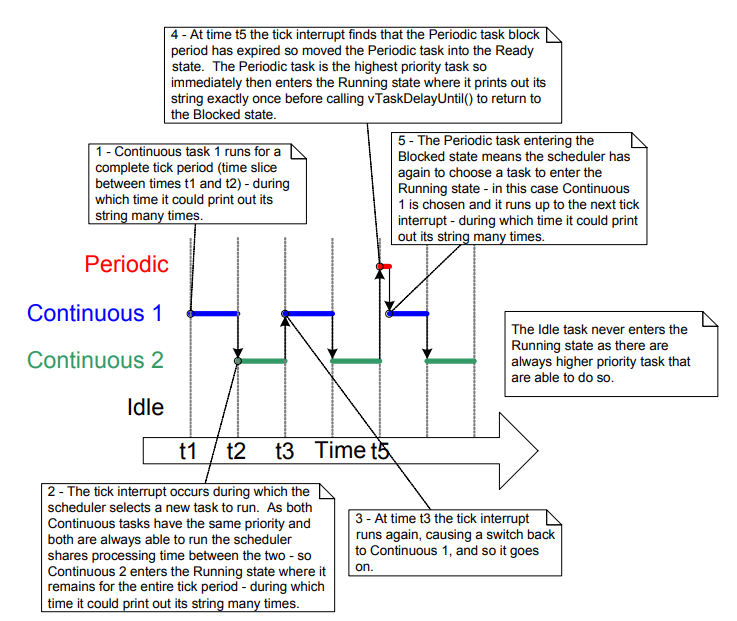 4 - At time t5 the tick interrupt finds that the Periodic task block
period has expired so moved the Periodic task into the Ready
state.  The Periodic task is the highest priority task so
immediately then enters the Running state where it prints out its
string exactly once before calling vTaskDelayUntil() to return to
the Blocked state.
1 - Continuous task 1 runs for a
complete tick period (time slice
between times t1 and t2) - during
which time it could print out its
string many times.
5 - The Periodic task entering the
Blocked state means the scheduler has
again to choose a task to enter the
Running state - in this case Continuous
1 is chosen and it runs up to the next tick
interrupt - during which time it could print
out its string many times.
Periodic
Continuous 1
Continuous 2
Idle
The Idle task never enters the
Running state as there are
always higher priority task that
are able to do so.
t1 t2 t3 Time t5
2 - The tick interrupt occurs during which the
scheduler selects a new task to run.  As both
Continuous tasks have the same priority and
both are always able to run the scheduler
shares processing time between the two - so
Continuous 2 enters the Running state where it
remains for the entire tick period - during which
time it could print out its string many times.
3 - At time t3 the tick interrupt
runs again, causing a switch back
to Continuous 1, and so it goes
on.